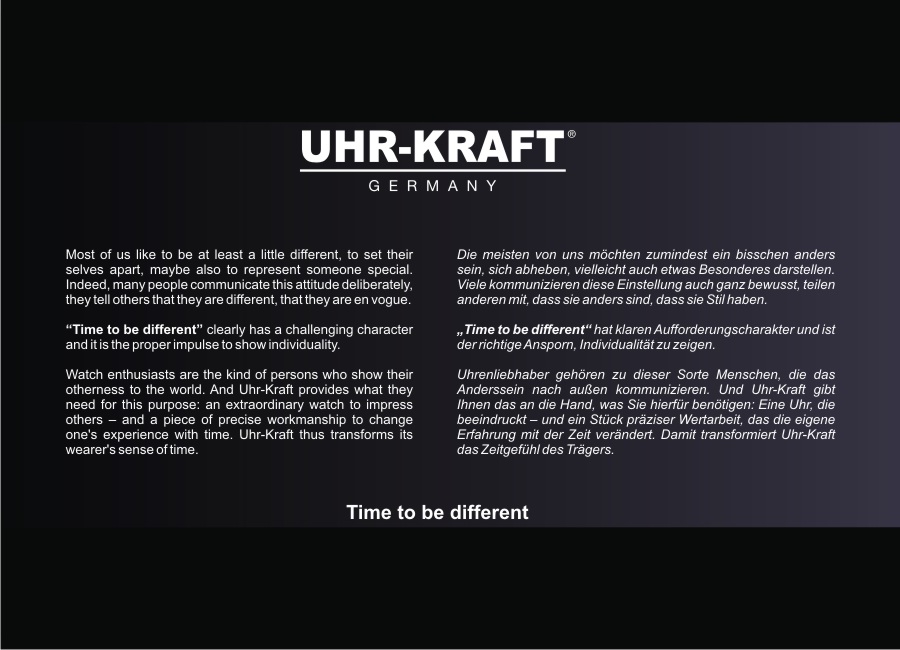 UHR-KRAFT®
GERMANY
Most of us like to be at least a little different, to set their
selves apart, maybe also to represent someone special.
Indeed, many people communicate this attitude deliberately,
they tell others that they are different, that they are en vogue.
“Time to be different” clearly has a challenging character
and it is the proper impulse to show individuality.
Watch enthusiasts are the kind of persons who show their
otherness to the world. And Uhr-Kraft provides what they
need for this purpose: an extraordinary watch to impress
others – and a piece of precise workmanship to change
one's experience with time. Uhr-Kraft thus transforms its
wearer's sense of time.
Die meisten von uns möchten zumindest ein bisschen anders
sein, sich abheben, vielleicht auch etwas Besonderes darstellen.
Viele kommunizieren diese Einstellung auch ganz bewusst, teilen
anderen mit, dass sie anders sind, dass sie Stil haben.
„Time to be different“ hat klaren Aufforderungscharakter und ist
der richtige Ansporn, Individualität zu zeigen.
Uhrenliebhaber gehören zu dieser Sorte Menschen, die das
Anderssein nach außen kommunizieren. Und Uhr-Kraft gibt
Ihnen das an die Hand, was Sie hierfür benötigen: Eine Uhr, die
beeindruckt – und ein Stück präziser Wertarbeit, das die eigene
Erfahrung mit der Zeit verändert. Damit transformiert Uhr-Kraft
das Zeitgefühl des Trägers.
Time to be different